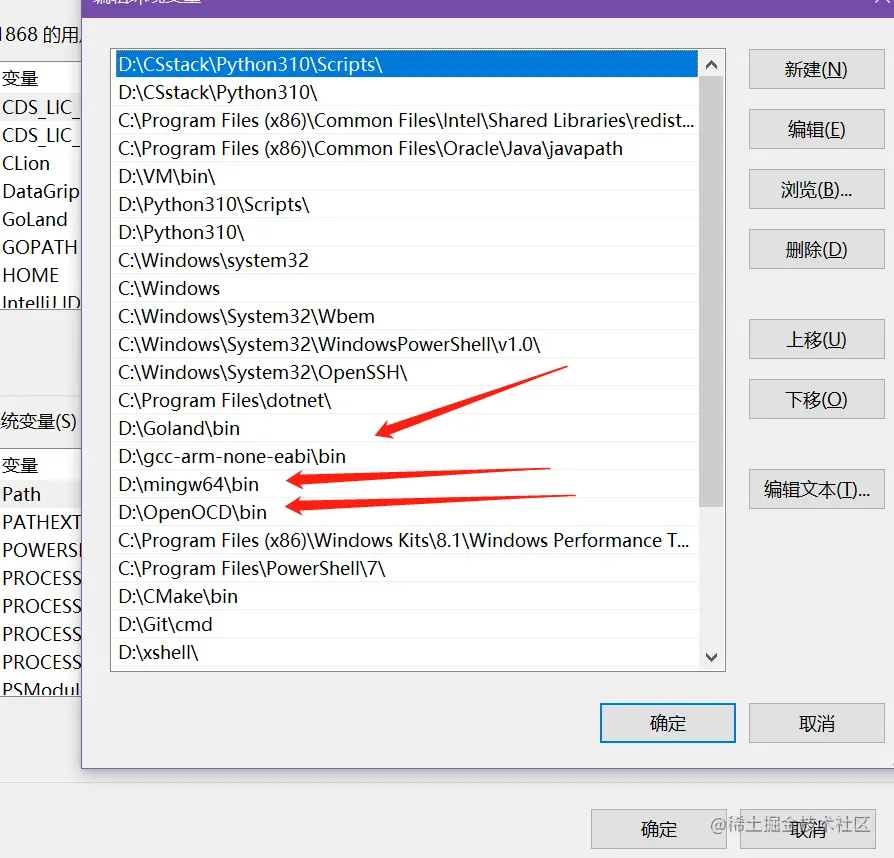 编辑环境变量
1868 的用
变量
CDS_LIC_
CDS_LIC_
CLion
DataGrip
GoLand
GOPATH
HOME
IntelliJ ID
统变量(S)
变量
Path
PATHEXT
POWERS
PROCESS
PROCESS
PROCESS
PROCESS
PSModul
D:\CSstack\Python310\Scripts\
D:\CSstack\Python310\
C:\Program Files (x86)\Common Files\Intel\Shared Libraries\redist...
C:\Program Files (x86)\Common Files\Oracle\Java\javapath
D:\VM\bin\
D:\Python310\Scripts\
D:\Python310\
C:\Windows\system32
C:\Windows
C:\Windows\System32\Wbem
C:\Windows\System32\WindowsPowerShell\v1.0\
C:\Windows\System32\OpenSSH\
C:\Program Files\dotnet\
D:\Goland\bin
D:\gcc-arm-none-eabi\bin
D:\mingw64\bin
D:\OpenOCD\bin
C:\Program Files (x86)\Windows Kits\8.1\Windows Performance T...
C:\Program Files\PowerShell\7\
D:\CMake\bin
D:\Git\cmd
D:\xshell\
新建(N)
编辑(E)
浏览(B)...
删除(D)
上移(U)
下移(O)
编辑文本(T)...
确定
取消
确定
取消
@稀土掘金技术社区